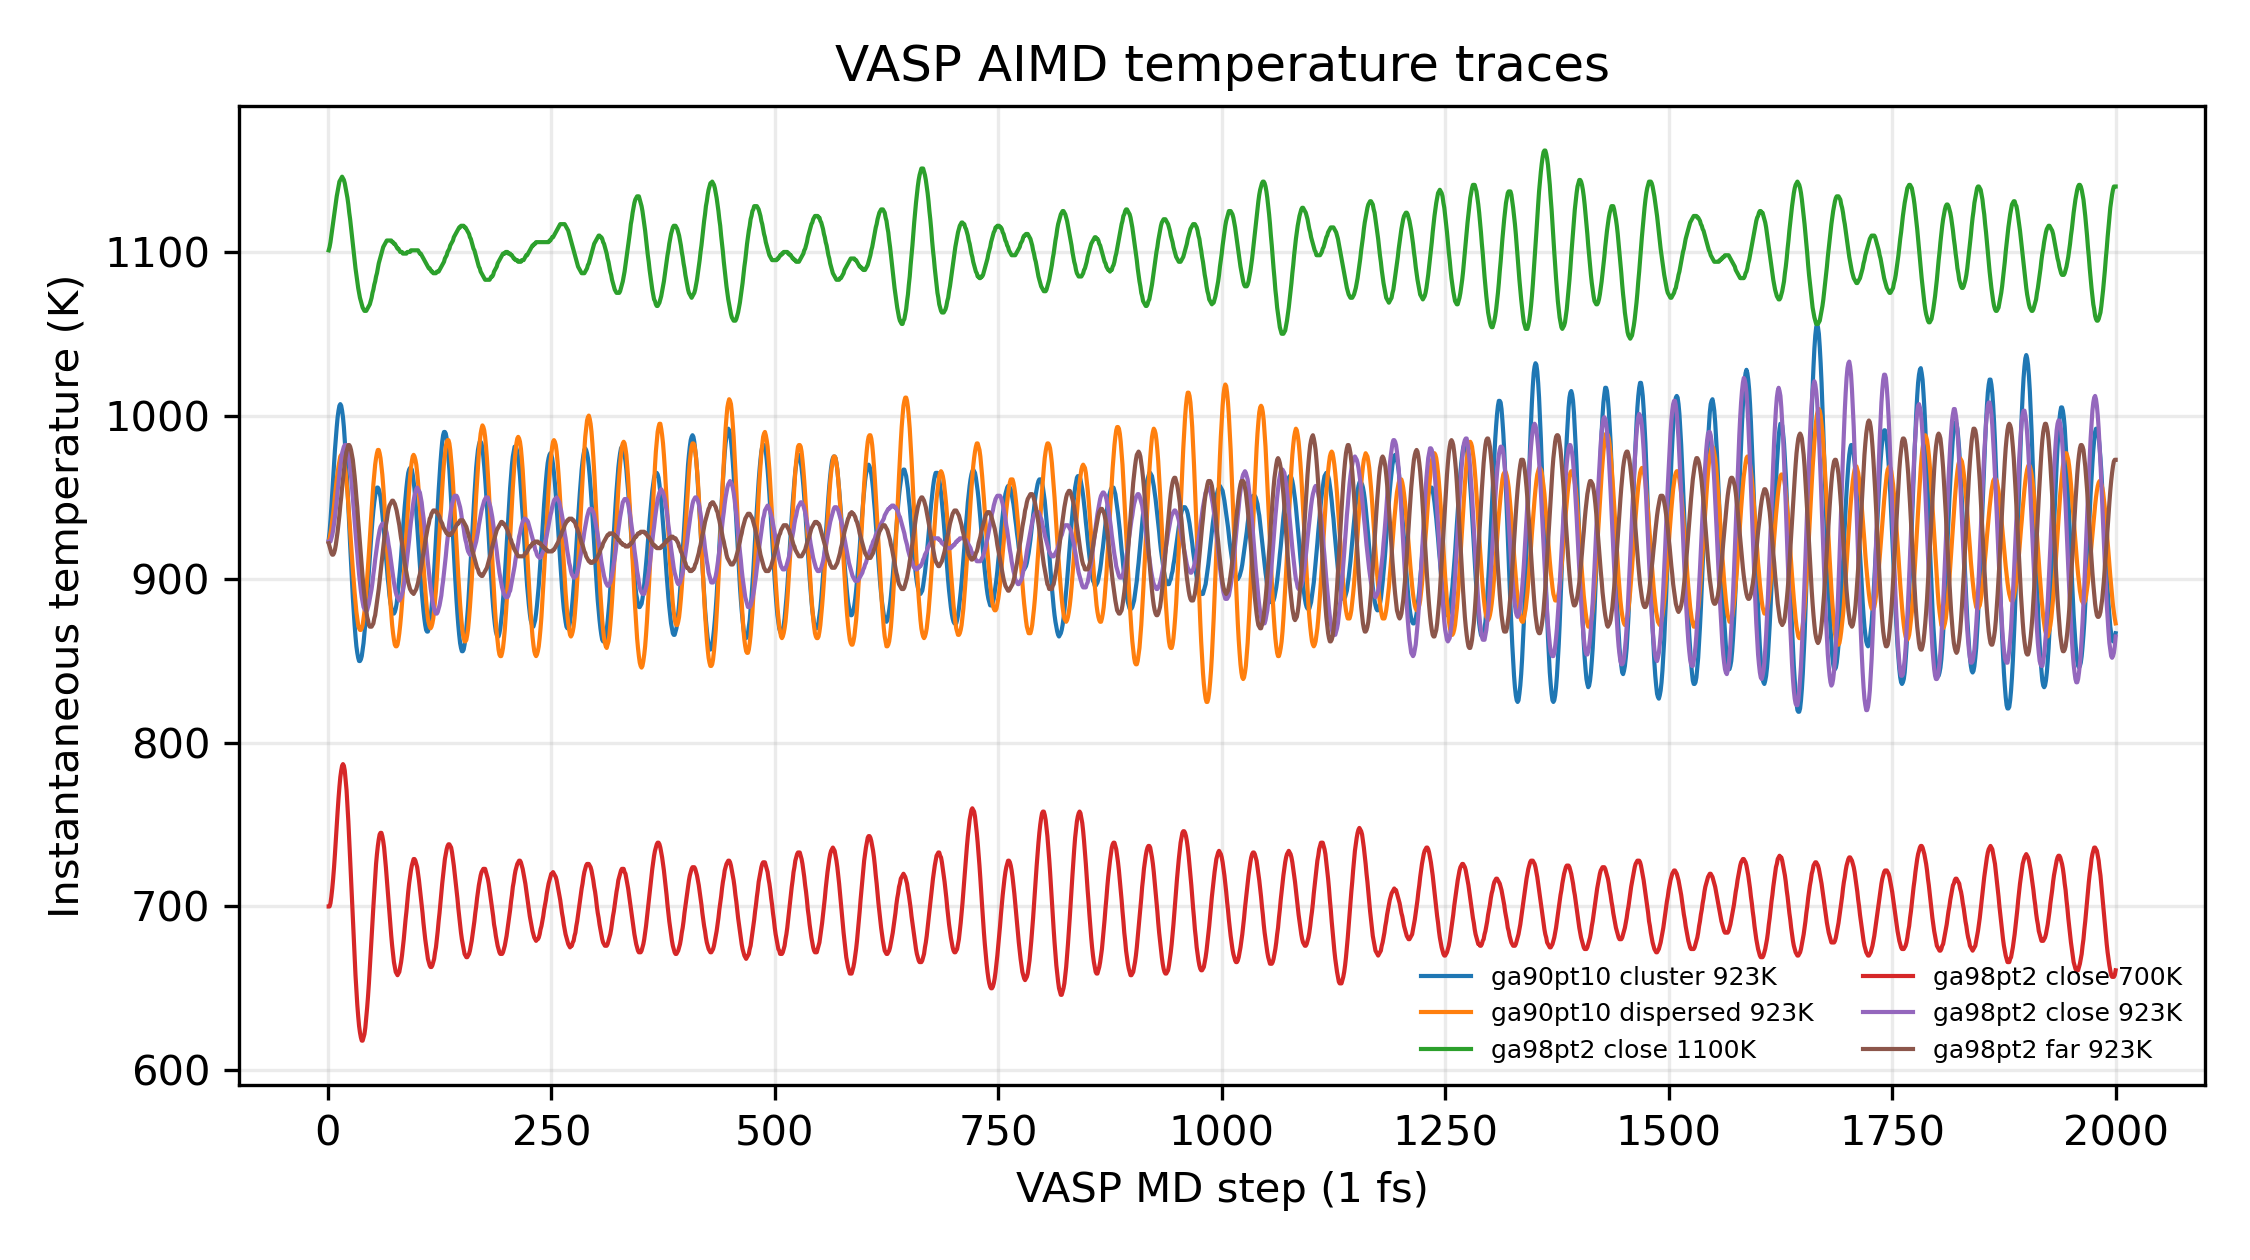 VASP AIMD temperature traces
Instantaneous temperature (K)
1100
1000
900
800
700
600
ga90pt10 cluster 923K
ga90pt10 dispersed 923K
ga98pt2 close 1100K
ga98pt2 close 700K
ga98pt2 close 923K
ga98pt2 far 923K
0 250 500 750 1000 1250 1500 1750 2000
VASP MD step (1 fs)